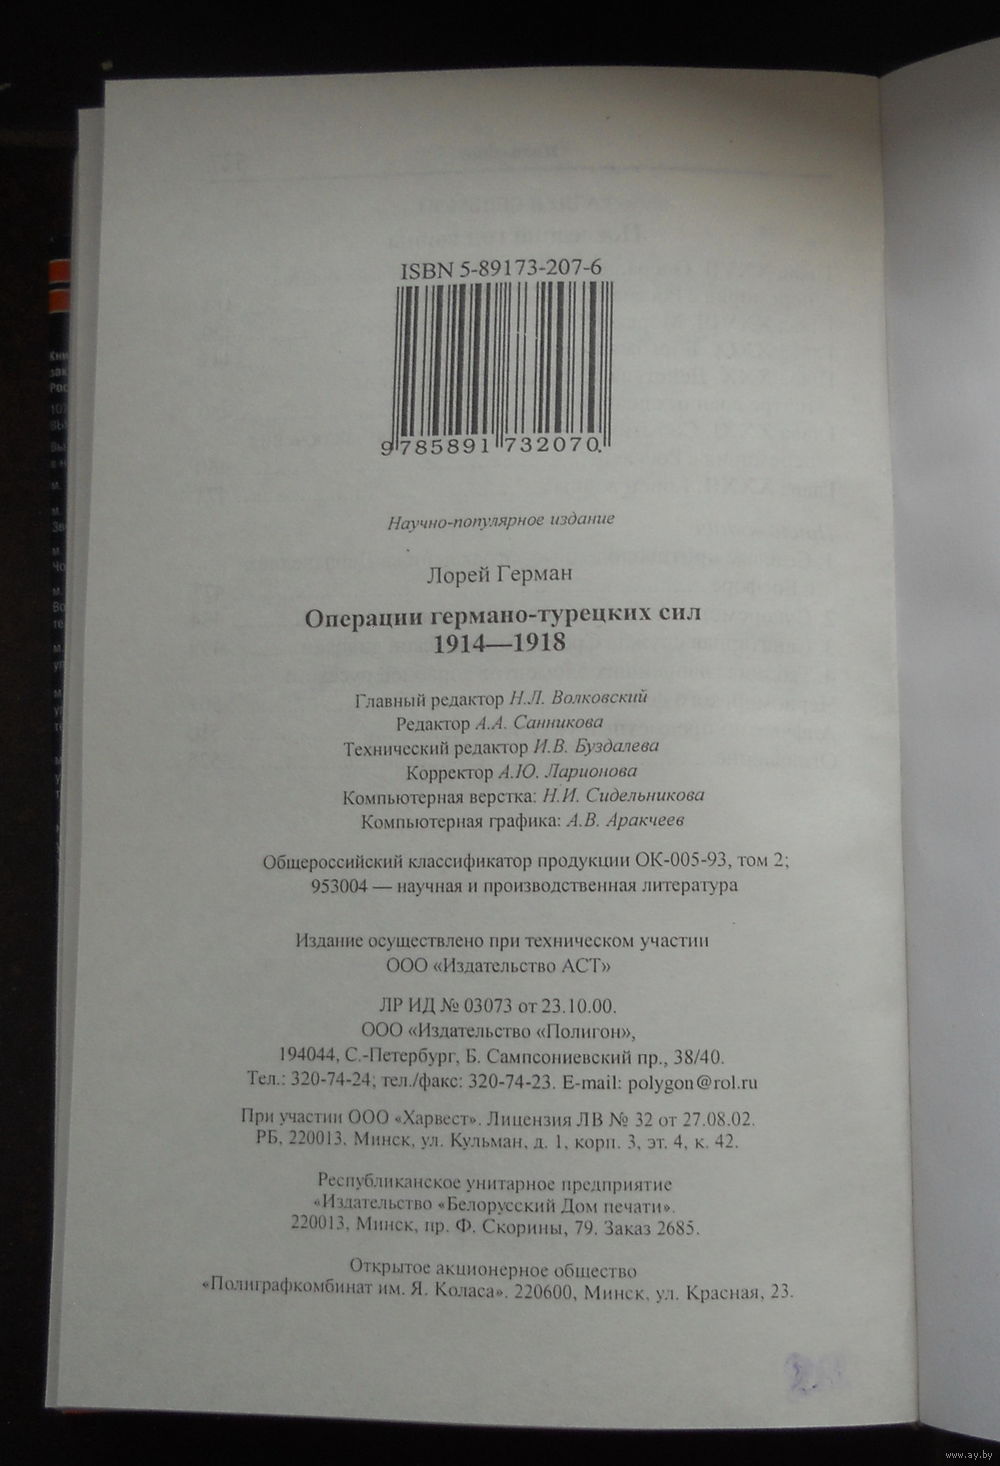 ISBN 5-89173-207-6
9 785891 732070
Научно-популярное издание
Лорей Герман
Операции германо-турецких сил
1914—1918
Главный редактор Н.Л. Волковский
Редактор А.А. Санникова
Технический редактор И.В. Буздалева
Корректор А.Ю. Ларионова
Компьютерная верстка: Н.И. Сидельникова
Компьютерная графика: А.В. Аракчеев
Общероссийский классификатор продукции ОК-005-93, том 2;
953004 — научная и производственная литература
Издание осуществлено при техническом участии
ООО «Издательство АСТ»
ЛР ИД № 03073 от 23.10.00.
ООО «Издательство «Полигон»,
194044, С.-Петербург, Б. Сампсониевский пр., 38/40.
Тел.: 320-74-24; тел./факс: 320-74-23. E-mail: polygon@rol.ru
При участии ООО «Харвест». Лицензия ЛВ № 32 от 27.08.02.
РБ, 220013, Минск, ул. Кульман, д. 1, корп. 3, эт. 4, к. 42.
Республиканское унитарное предприятие
«Издательство «Белорусский Дом печати».
220013, Минск, пр. Ф. Скорины, 79. Заказ 2685.
Открытое акционерное общество
«Полиграфкомбинат им. Я. Коласа». 220600, Минск, ул. Красная, 23.
www.ay.by